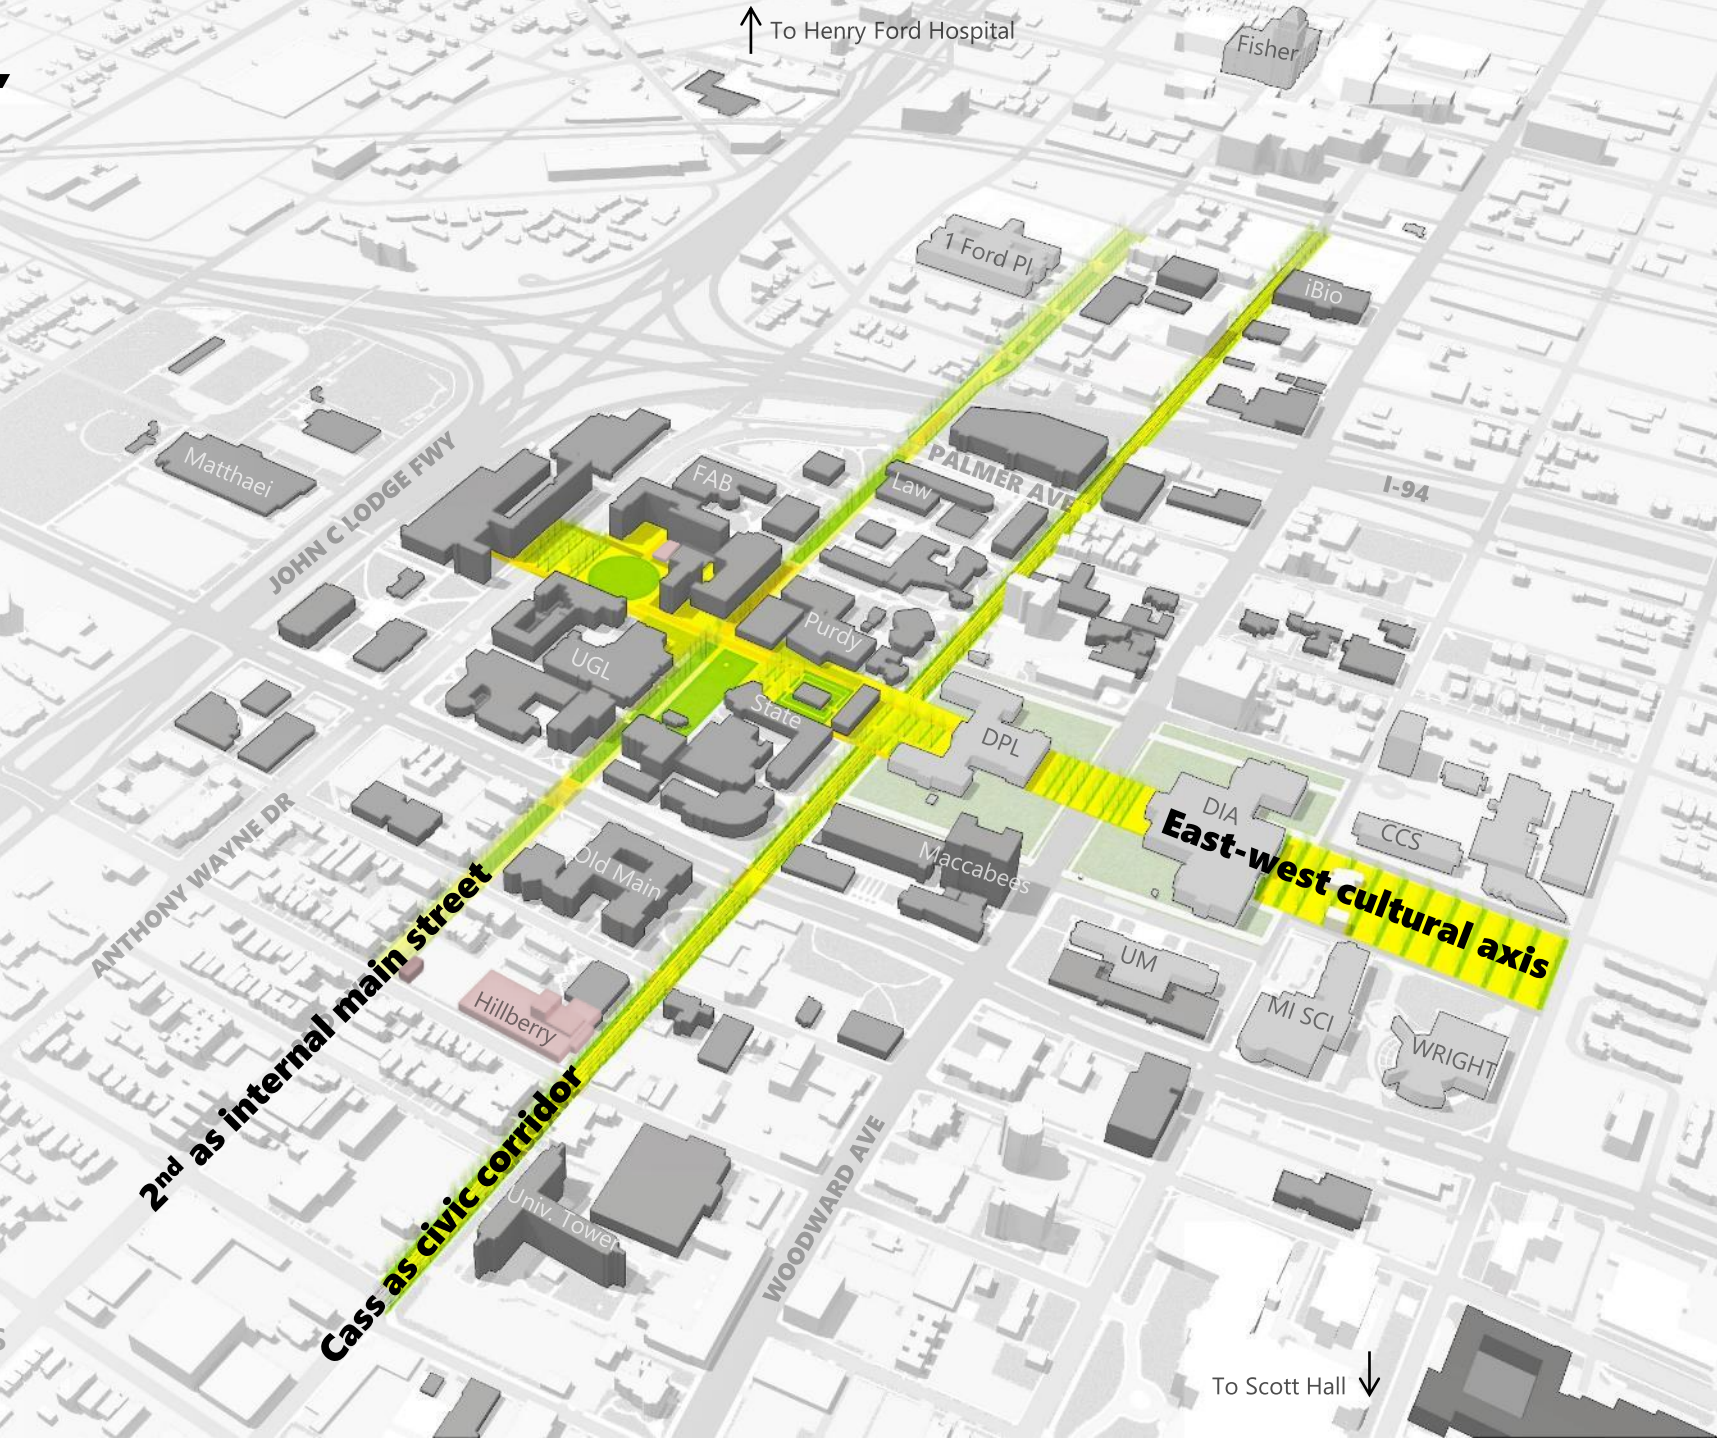 To Henry Ford Hospital
Fisher
1 Ford Pl
iBio
Matthaei
JOHN C LODGE FWY
FAB
Law
PALMER AVE
I-94
Purdy
UGL
State
DPL
DIA
East-west cultural axis
CCS
Maccabees
Old Main
ANTHONY WAYNE DR
2nd as internal main street
UM
MI SCI
WRIGHT
Hillberry
Cass as civic corridor
Univ. Tower
WOODWARD AVE
To Scott Hall